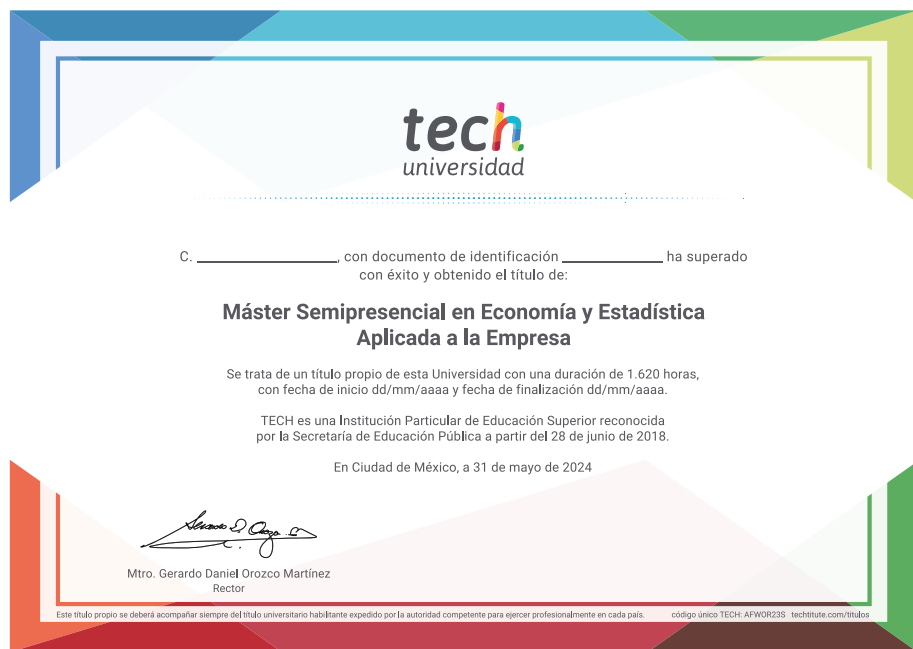 tech
universidad
C. ____________, con documento de identificación ____________ ha superado
con éxito y obtenido el título de:
Máster Semipresencial en Economía y Estadística
Aplicada a la Empresa
Se trata de un título propio de esta Universidad con una duración de 1.620 horas,
con fecha de inicio dd/mm/aaaa y fecha de finalización dd/mm/aaaa.
TECH es una Institución Particular de Educación Superior reconocida
por la Secretaría de Educación Pública a partir del 28 de junio de 2018.
En Ciudad de México, a 31 de mayo de 2024
Mtro. Gerardo Daniel Orozco Martínez
Rector
Este título propio se deberá acompañar siempre del título universitario habilitante expedido por la autoridad competente para ejercer profesionalmente en cada país. código único TECH: AFWOR23S techtitute.com/titulos